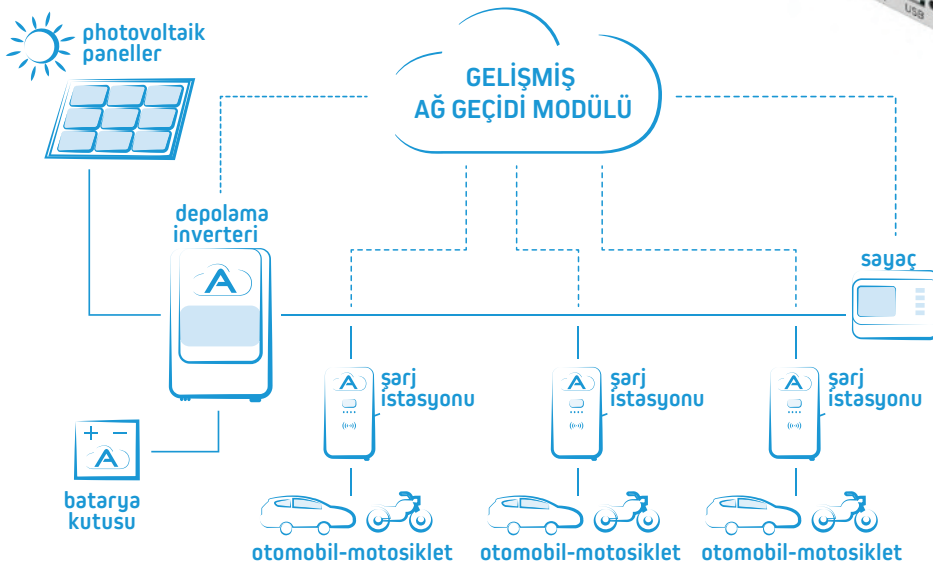 USB
photovoltaik
paneller
GELİŞMİŞ
AĞ GEÇİDİ MODÜLÜ
depolama
inverteri
sayaç
A
A
şarj
istasyonu
A
şarj
istasyonu
A
şarj
istasyonu
+ −
A
batarya
kutusu
otomobil-motosiklet
otomobil-motosiklet
otomobil-motosiklet